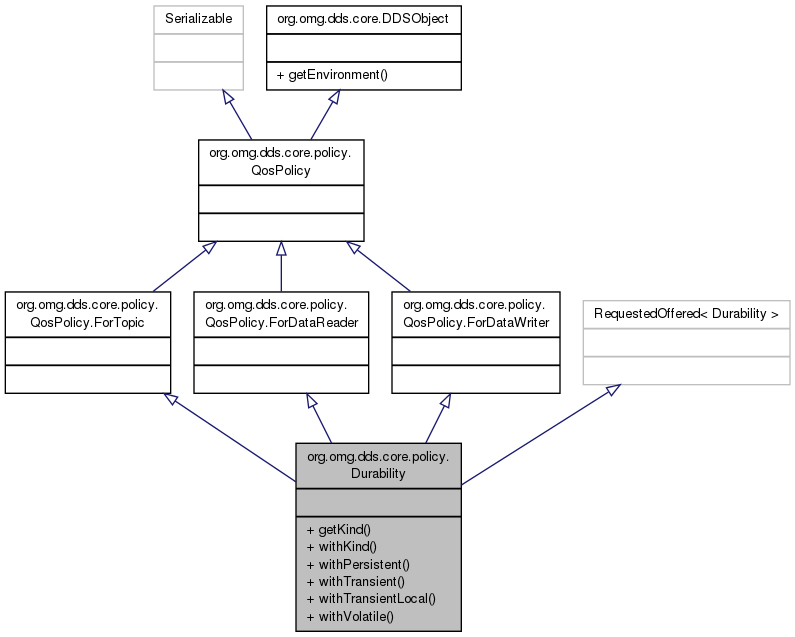 Serializable
org.omg.dds.core.DDSObject
+ getEnvironment()
org.omg.dds.core.policy.
QosPolicy
org.omg.dds.core.policy.
QosPolicy.ForTopic
org.omg.dds.core.policy.
QosPolicy.ForDataReader
org.omg.dds.core.policy.
QosPolicy.ForDataWriter
RequestedOffered< Durability >
org.omg.dds.core.policy.
Durability
+ getKind()
+ withKind()
+ withPersistent()
+ withTransient()
+ withTransientLocal()
+ withVolatile()